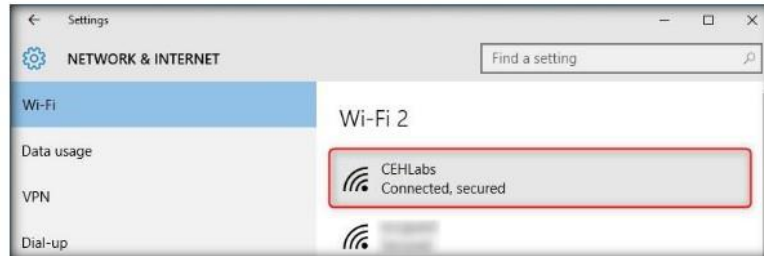 Settings
NETWORK & INTERNET
Find a setting
Wi-Fi
Wi-Fi 2
Data usage
CEHLabs
Connected, secured
VPN
Dial-up